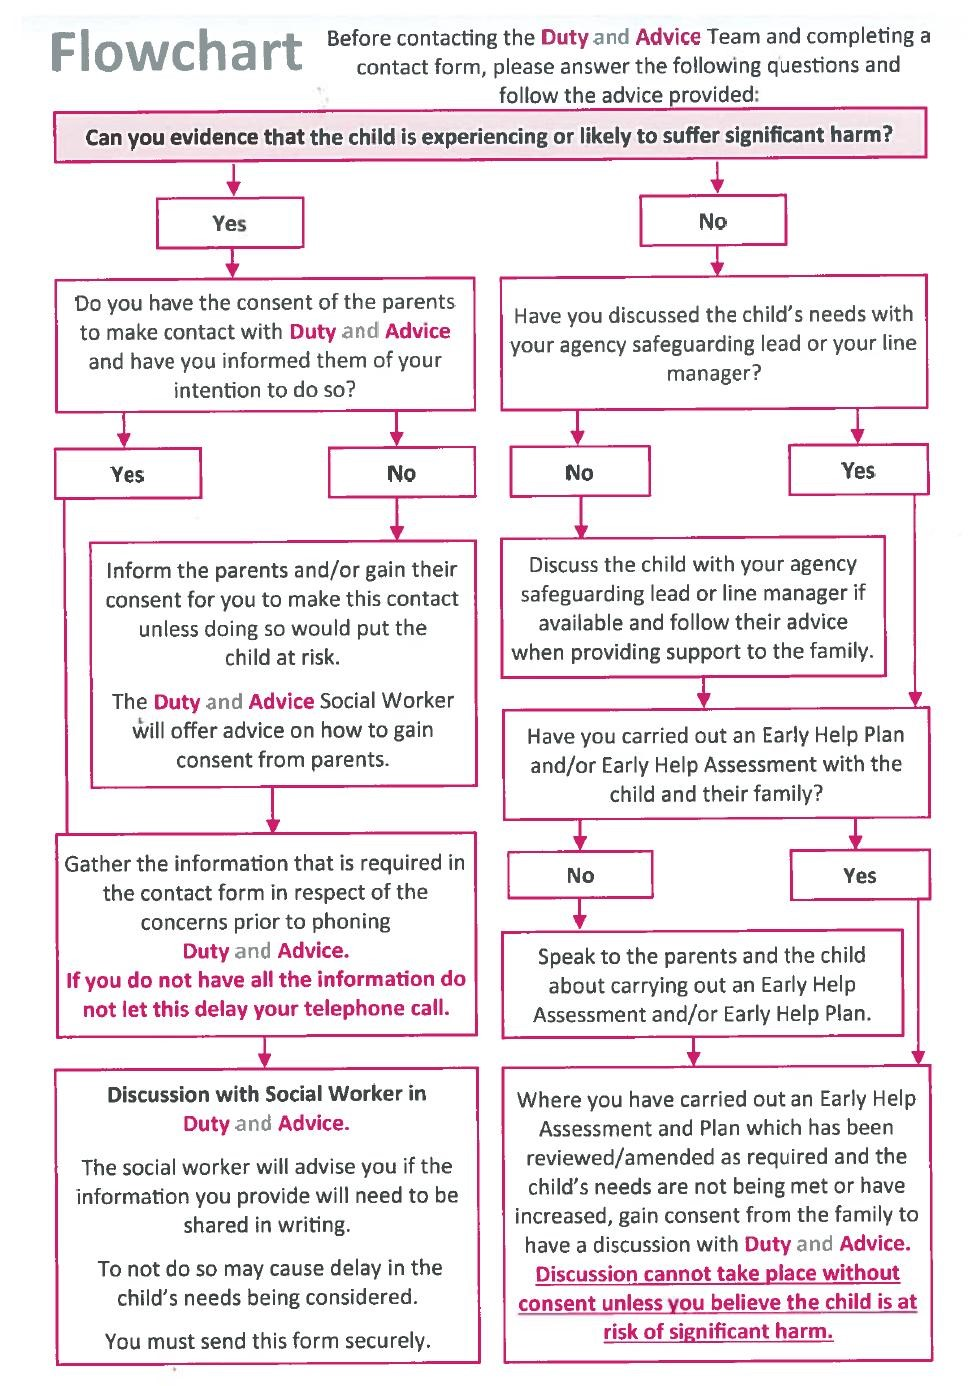 Flowchart
Before contacting the Duty and Advice Team and completing a
contact form, please answer the following questions and
follow the advice provided:
Can you evidence that the child is experiencing or likely to suffer significant harm?
Yes
No
Do you have the consent of the parents
to make contact with Duty and Advice
and have you informed them of your
intention to do so?
Have you discussed the child's needs with
your agency safeguarding lead or your line
manager?
Yes
No
No
Yes
Inform the parents and/or gain their
consent for you to make this contact
unless doing so would put the
child at risk.
The Duty and Advice Social Worker
will offer advice on how to gain
consent from parents.
Discuss the child with your agency
safeguarding lead or line manager if
available and follow their advice
when providing support to the family.
Have you carried out an Early Help Plan
and/or Early Help Assessment with the
child and their family?
Gather the information that is required in
the contact form in respect of the
concerns prior to phoning
Duty and Advice.
If you do not have all the information do
not let this delay your telephone call.
No
Yes
Speak to the parents and the child
about carrying out an Early Help
Assessment and/or Early Help Plan.
Discussion with Social Worker in
Duty and Advice.
The social worker will advise you if the
information you provide will need to be
shared in writing.
To not do so may cause delay in the
child's needs being considered.
You must send this form securely.
Where you have carried out an Early Help
Assessment and Plan which has been
reviewed/amended as required and the
child's needs are not being met or have
increased, gain consent from the family to
have a discussion with Duty and Advice.
Discussion cannot take place without
consent unless you believe the child is at
risk of significant harm.